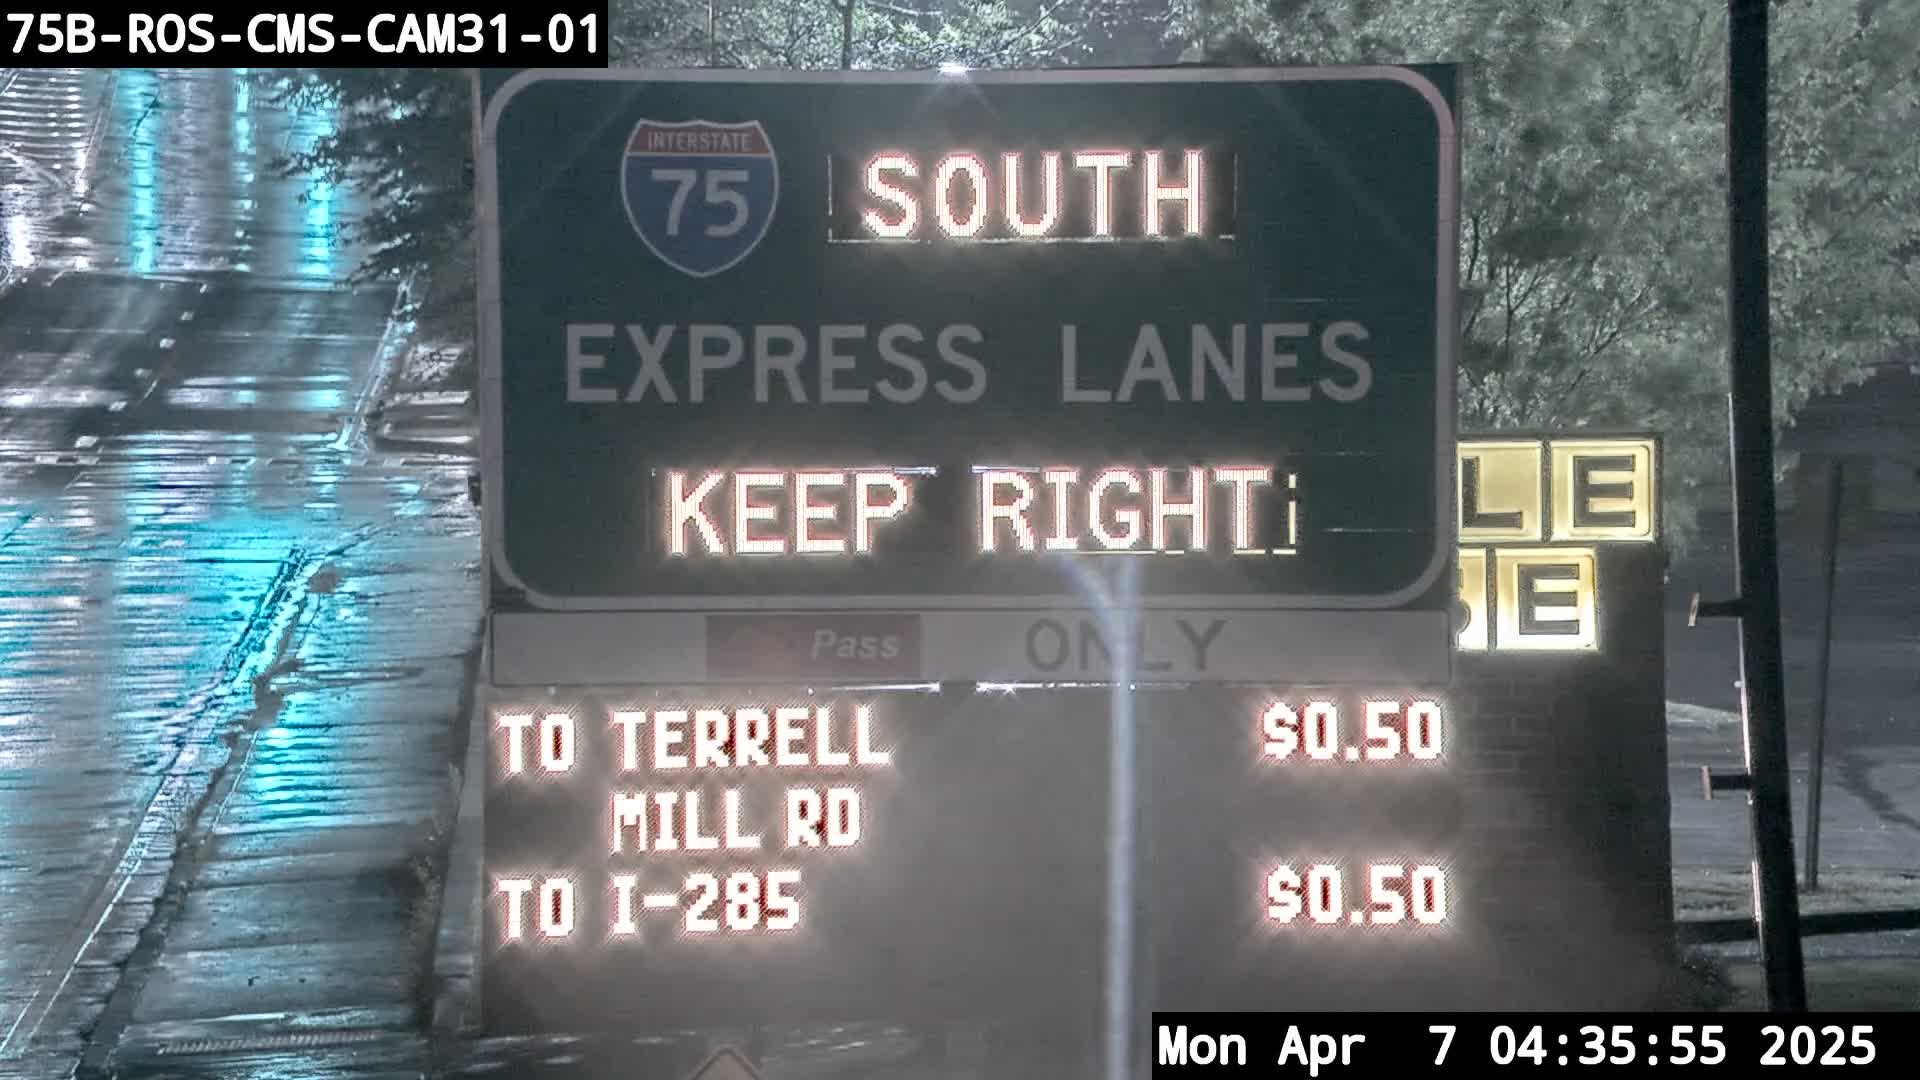 75B-ROS-CMS-CAM31-01
INTERSTATE
75
SOUTH
EXPRESS LANES
KEEP RIGHT
Pass ONLY
TO TERRELL $0.50
MILL RD
TO I-285 $0.50
LE
E
Mon Apr 7 04:35:55 2025